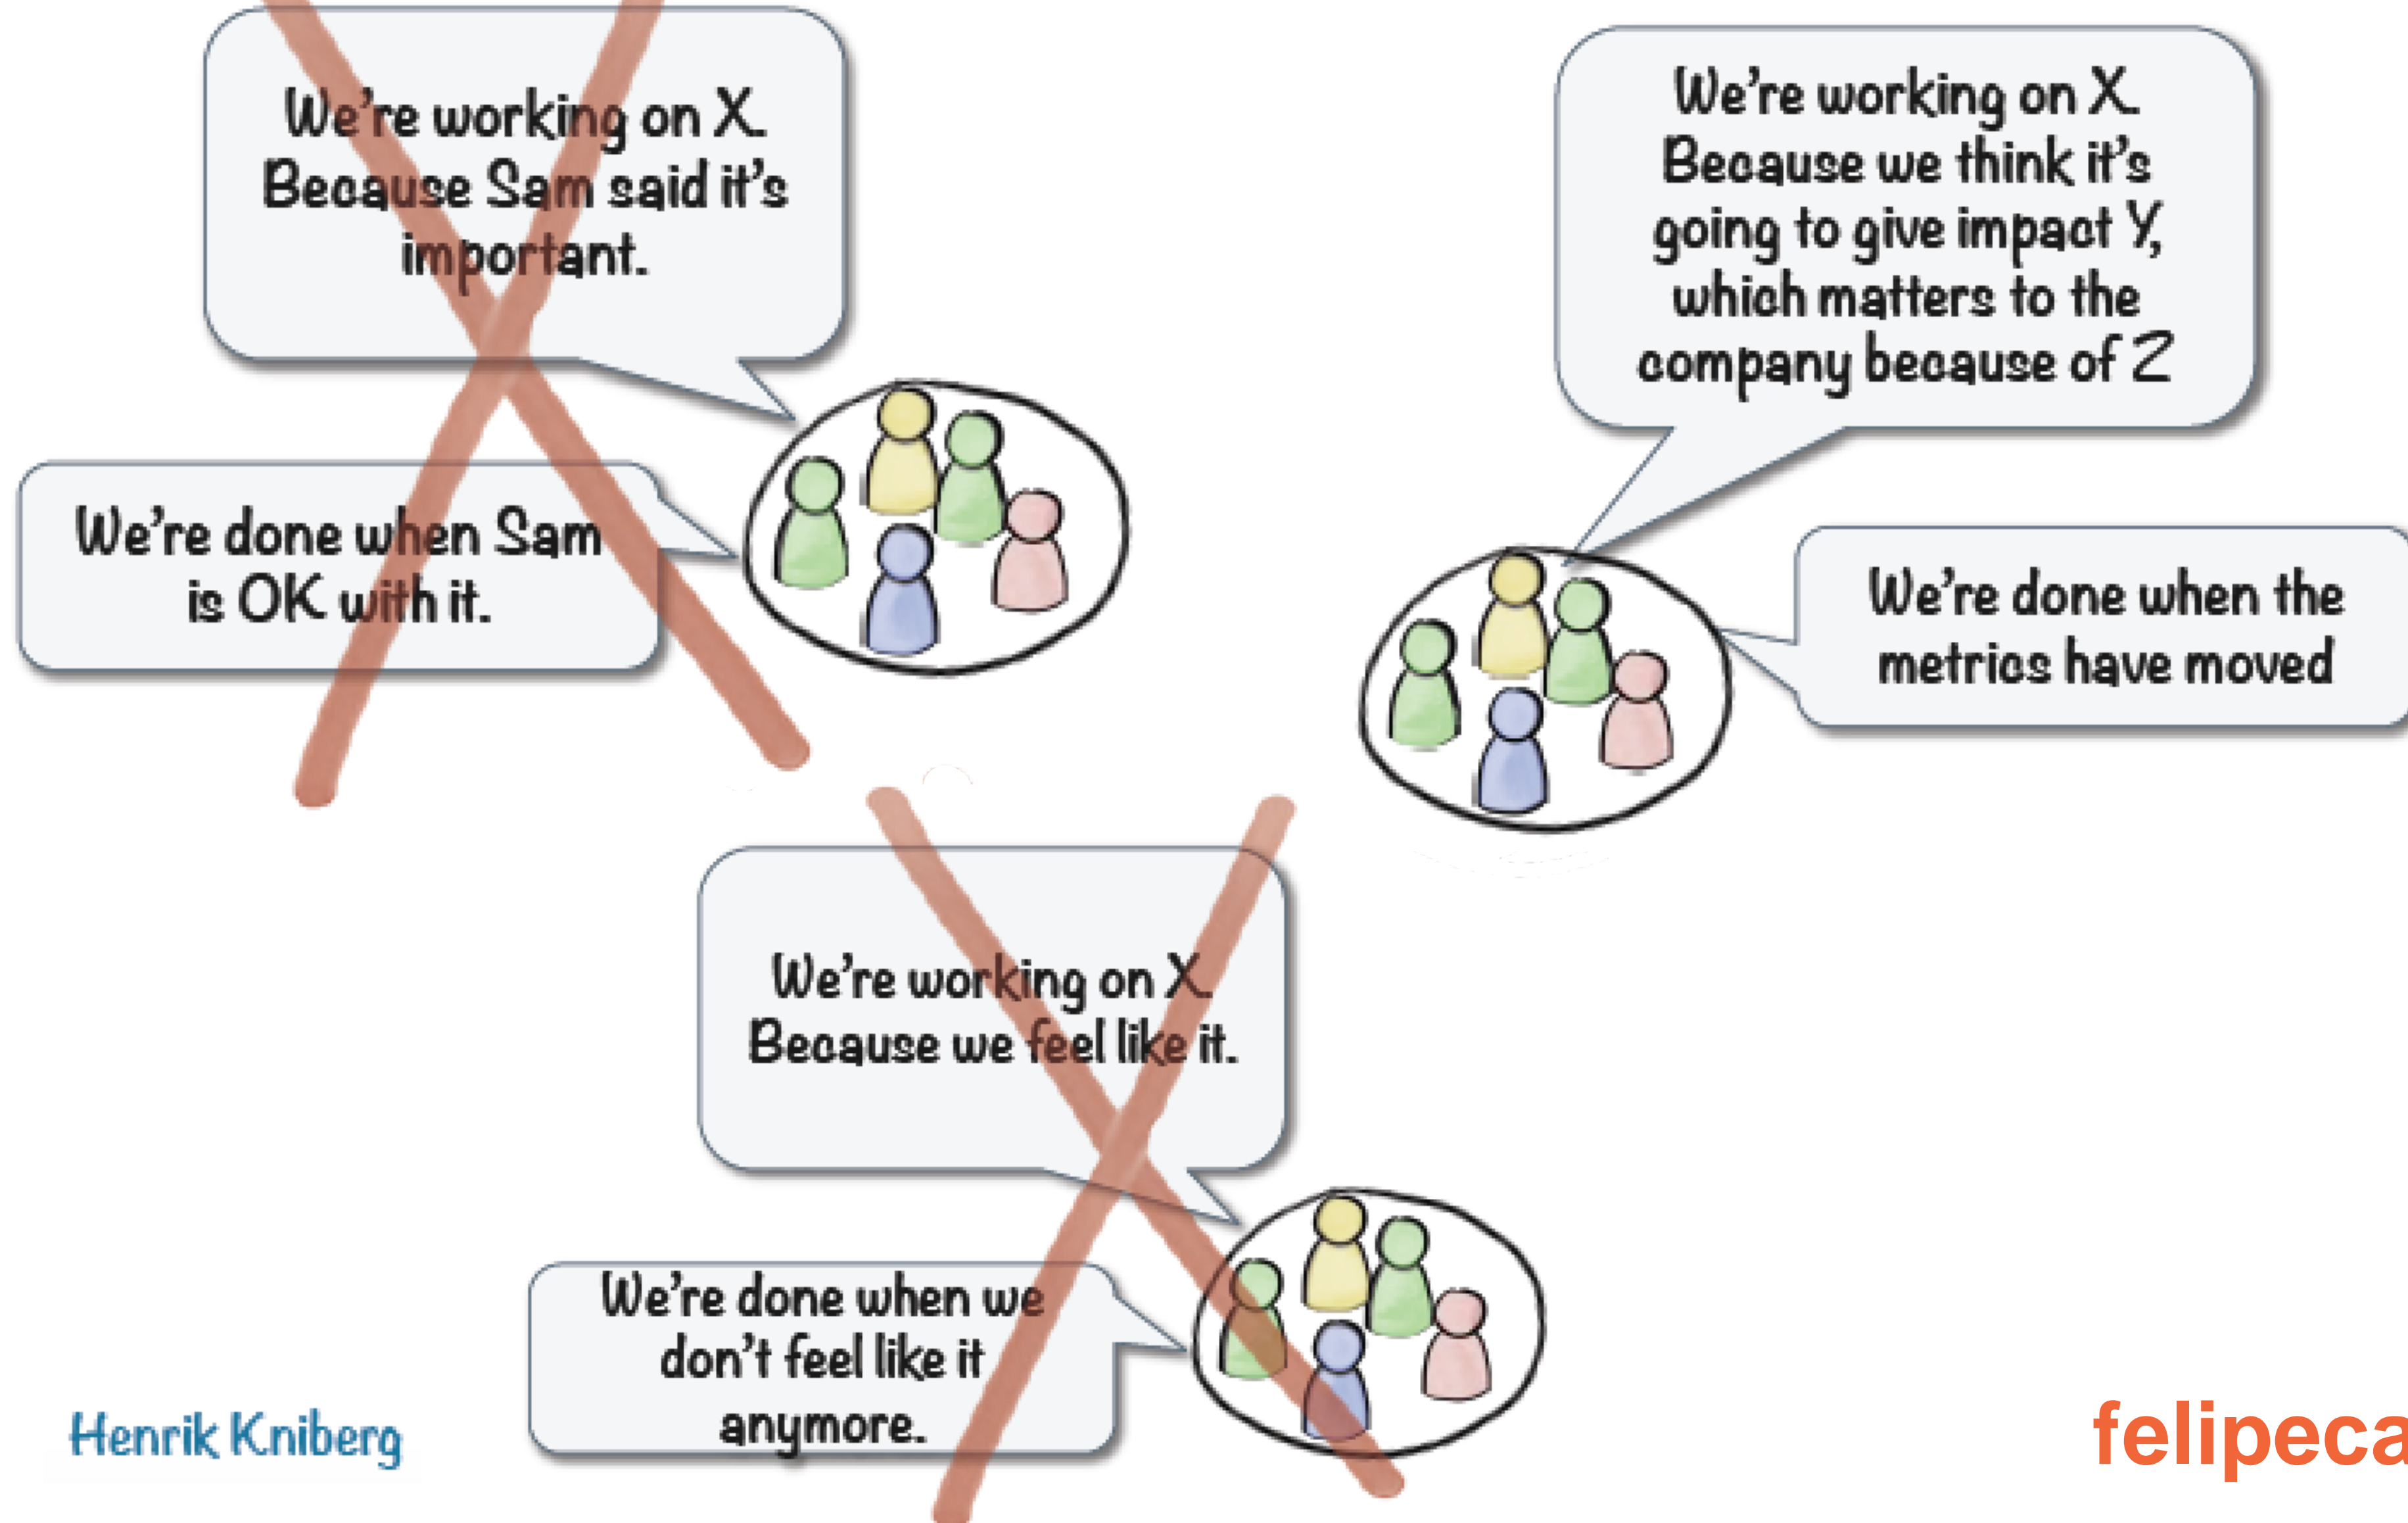 We're working on X.
Because Sam said it's
important.
We're done when Sam
is OK with it.
We're working on X.
Because we think it's
going to give impact Y,
which matters to the
company because of Z
We're done when the
metrics have moved
We're working on X.
Because we feel like it.
We're done when we
don't feel like it
anymore.
Henrik Kniberg
felipeca